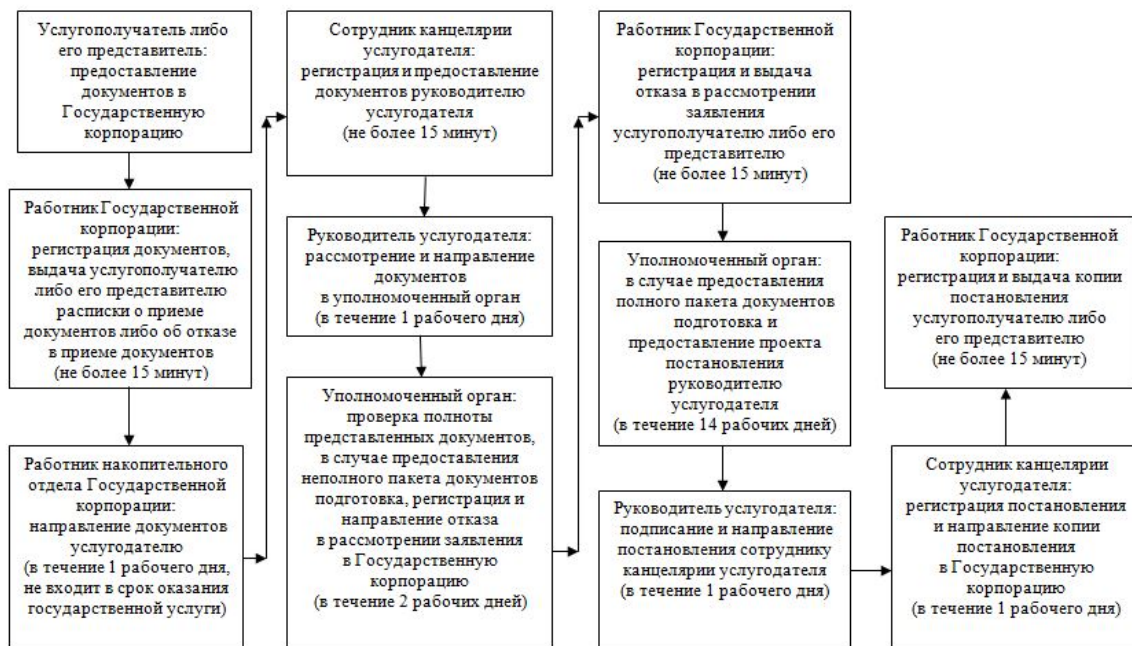 Услугополучатель либо
его представитель:
предоставление
документов в
Государственную
корпорацию
Работник Государственной
корпорации:
регистрация документов,
выдача услугополучателю
либо его представителю
расписки о приеме
документов либо об отказе
в приеме документов
(не более 15 минут)
Работник накопительного
отдела Государственной
корпорации:
направление документов
услугодателю
(в течение 1 рабочего дня,
не входит в срок оказания
государственной услуги)
Сотрудник канцелярии
услугодателя:
регистрация и предоставление
документов руководителю
услугодателя
(не более 15 минут)
Руководитель услугодателя:
рассмотрение и направление
документов
в уполномоченный орган
(в течение 1 рабочего дня)
Уполномоченный орган:
проверка полноты
представленных документов,
в случае предоставления
неполного пакета документов
подготовка, регистрация и
направление отказа
в рассмотрении заявления
в Государственную
корпорацию
(в течение 2 рабочих дней)
Работник Государственной
корпорации:
регистрация и выдача
отказа в рассмотрении
заявления
услугополучателю либо его
представителю
(не более 15 минут)
Уполномоченный орган:
в случае предоставления
полного пакета документов
подготовка и
предоставление проекта
постановления
руководителю
услугодателя
(в течение 14 рабочих дней)
Руководитель услугодателя:
подписание и направление
постановления сотруднику
канцелярии услугодателя
(в течение 1 рабочего дня)
Сотрудник канцелярии
услугодателя:
регистрация постановления
и направление копии
постановления
в Государственную
корпорацию
(в течение 1 рабочего дня)
Работник Государственной
корпорации:
регистрация и выдача копии
постановления
услугополучателю либо
его представителю
(не более 15 минут)